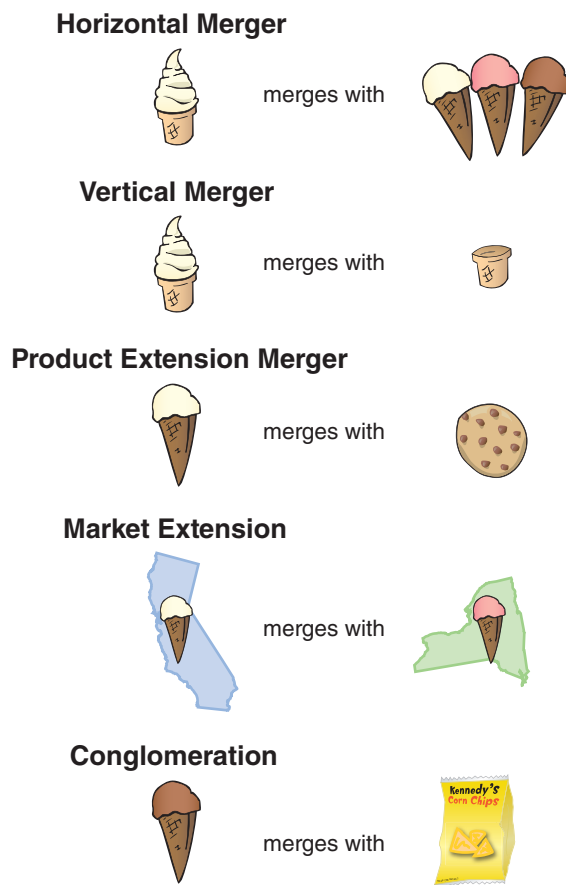 Horizontal Merger
merges with
Vertical Merger
merges with
Product Extension Merger
merges with
Market Extension
merges with
Conglomeration
Kennedy's
Corn Chips
merges with